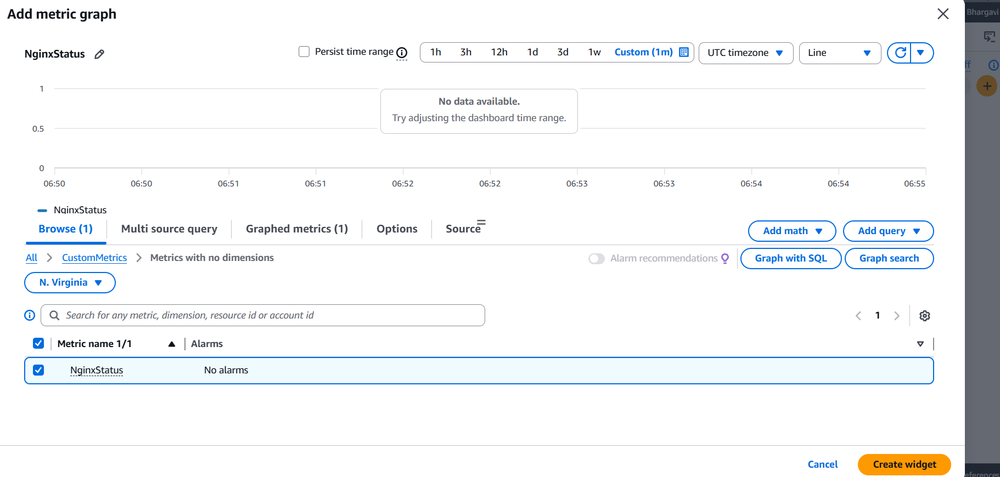 Add metric graph
Bhargavi
NginxStatus
Persist time range
1h 3h 12h 1d 3d 1w Custom (1m)
UTC timezone
Line
ff
1
0.5
0
No data available.
Try adjusting the dashboard time range.
06:50 06:50 06:51 06:51 06:52 06:52 06:53 06:53 06:54 06:54 06:55
NginxStatus
Browse (1) Multi source query Graphed metrics (1) Options Source
Add math Add query
All CustomMetrics Metrics with no dimensions
Alarm recommendations Graph with SQL Graph search
N. Virginia
Search for any metric, dimension, resource id or account id
1
Metric name 1/1 Alarms
NginxStatus No alarms
Cancel Create widget
eferences